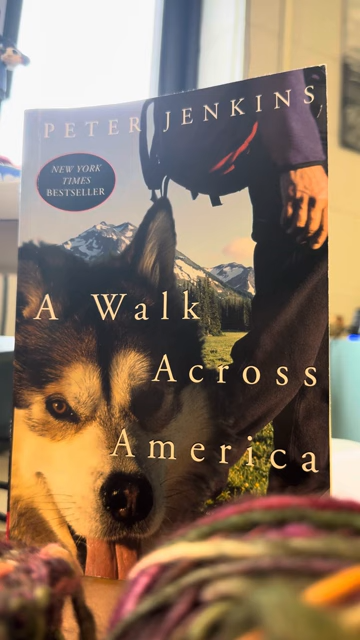 PETER JENKINS
NEW YORK
TIMES
BESTSELLER
A Walk
Across
America